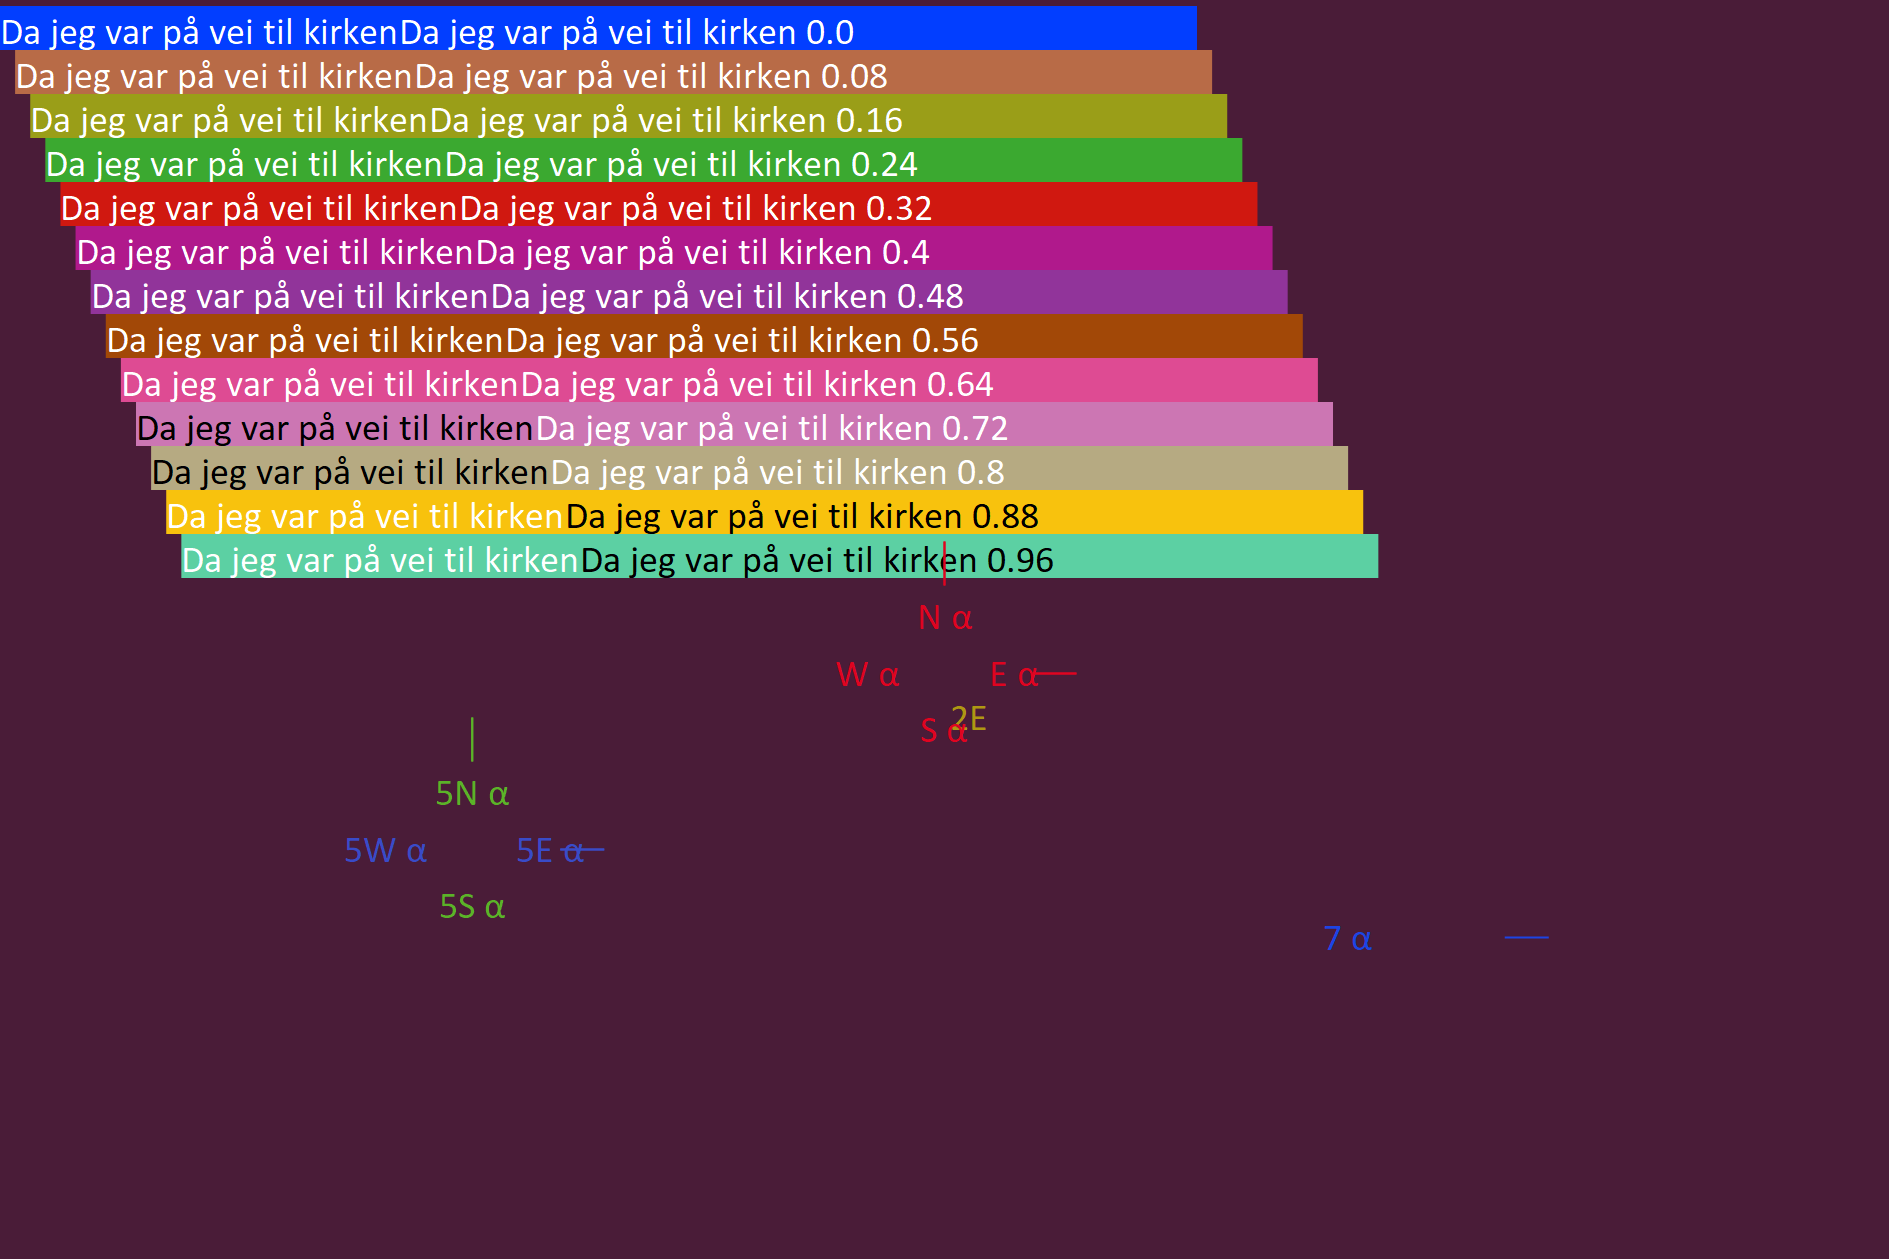 Da jeg var på vei til kirkenDa jeg var på vei til kirken 0.0
Da jeg var på vei til kirkenDa jeg var på vei til kirken 0.08
Da jeg var på vei til kirkenDa jeg var på vei til kirken 0.16
Da jeg var på vei til kirkenDa jeg var på vei til kirken 0.24
Da jeg var på vei til kirkenDa jeg var på vei til kirken 0.32
Da jeg var på vei til kirkenDa jeg var på vei til kirken 0.4
Da jeg var på vei til kirkenDa jeg var på vei til kirken 0.48
Da jeg var på vei til kirkenDa jeg var på vei til kirken 0.56
Da jeg var på vei til kirkenDa jeg var på vei til kirken 0.64
Da jeg var på vei til kirkenDa jeg var på vei til kirken 0.72
Da jeg var på vei til kirkenDa jeg var på vei til kirken 0.8
Da jeg var på vei til kirkenDa jeg var på vei til kirken 0.88
Da jeg var på vei til kirkenDa jeg var på vei til kirken 0.96
N α
W α
E α
2E
S α
5N α
5W α
5E α
5S α
7 α